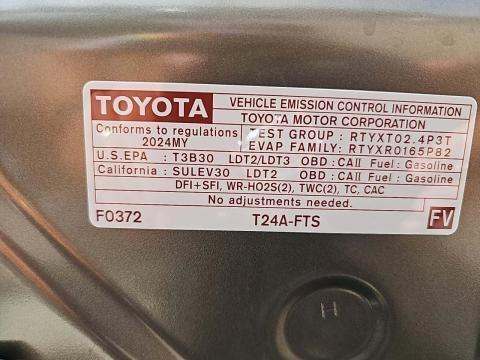 TOYOTA VEHICLE EMISSION CONTROL INFORMATION
TOYOTA MOTOR CORPORATION
Conforms to regulations TEST GROUP : RTYXT02.4P3T
2024MY EVAP FAMILY: RTYXR0165P82
U.S.EPA : T3B30 LDT2/LDT3 OBD : CAⅡ Fuel : Gasoline
California : SULEV30 LDT2 OBD : CAⅡ Fuel : Gasoline
DFI+SFI, WR-HO2S(2), TWC(2), TC, CAC
No adjustments needed.
F0372 T24A-FTS FV
H